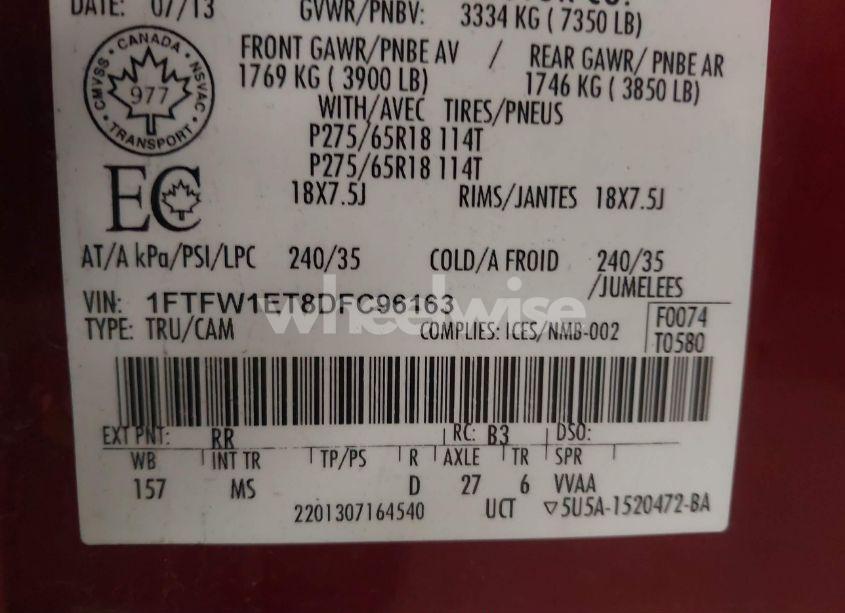 DATE: 07/13 GVWR/PNBV: 3334 KG ( 7350 LB)
FRONT GAWR/PNBE AV / REAR GAWR/ PNBE AR
1769 KG ( 3900 LB) 1746 KG ( 3850 LB)
CANADA
CMVSS 977 NSVAC
TRANSPORT
WITH/AVEC TIRES/PNEUS
P275/65R18 114T
P275/65R18 114T
EC
18X7.5J RIMS/JANTES 18X7.5J
AT/A kPa/PSI/LPC 240/35 COLD/A FROID 240/35
/JUMELEES
wheelwise
VIN: 1FTFW1ET8DFC96163
TYPE: TRU/CAM COMPLIES: ICES/NMB-002
F0074
T0580
EXT PNT: RR RC: B3 DSO:
WB INT TR TP/PS R AXLE TR SPR
157 MS D 27 6 VVAA
2201307164540 UCT ▽5U5A-1520472-BA